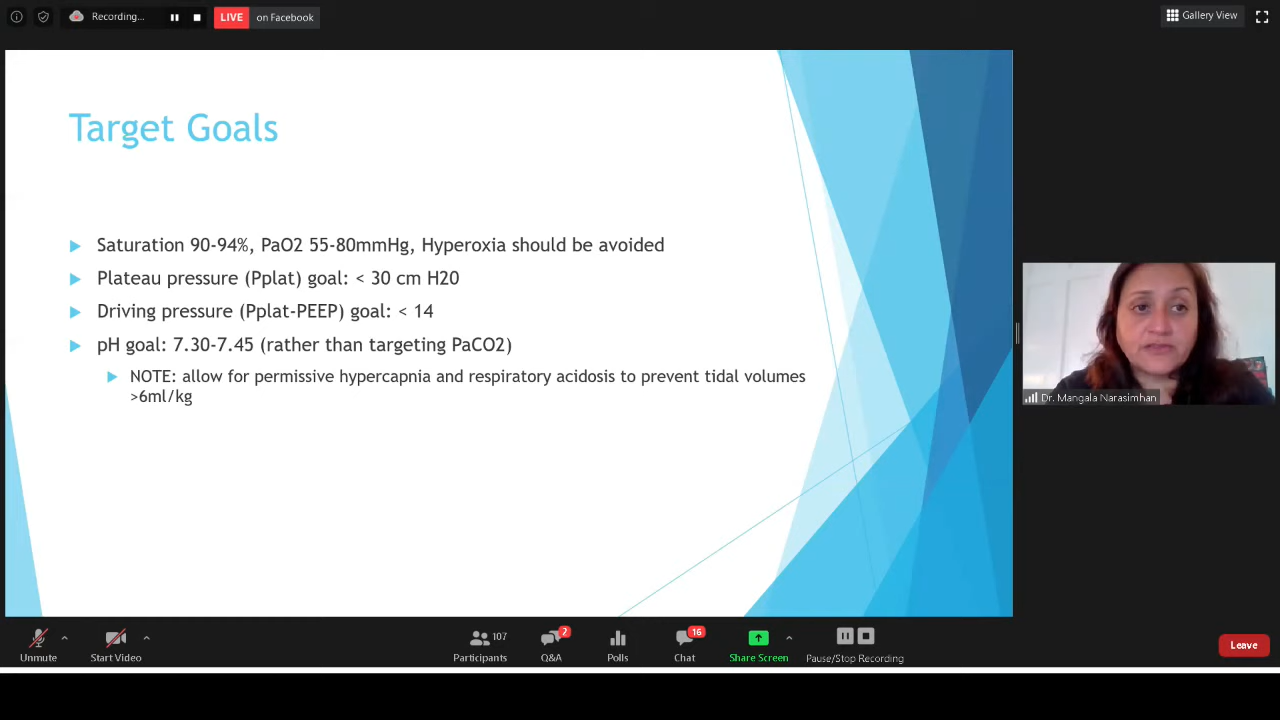 Recording...
LIVE on Facebook
Gallery View
Target Goals
Saturation 90-94%, PaO2 55-80mmHg, Hyperoxia should be avoided
Plateau pressure (Pplat) goal: < 30 cm H20
Driving pressure (Pplat-PEEP) goal: < 14
pH goal: 7.30-7.45 (rather than targeting PaCO2)
NOTE: allow for permissive hypercapnia and respiratory acidosis to prevent tidal volumes
>6ml/kg
Dr. Mangala Narasimhan
107
2
16
Unmute
Start Video
Participants
Q&A
Polls
Chat
Share Screen
Pause/Stop Recording
Leave